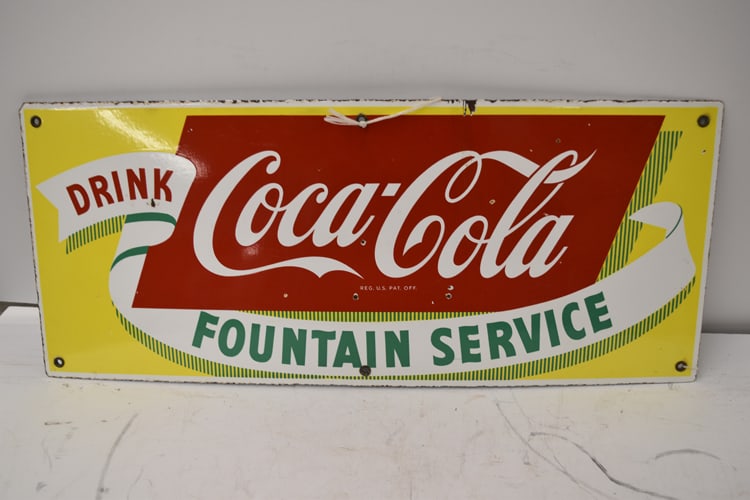 DRINK
Coca-Cola
REG. U.S. PAT. OFF.
FOUNTAIN SERVICE